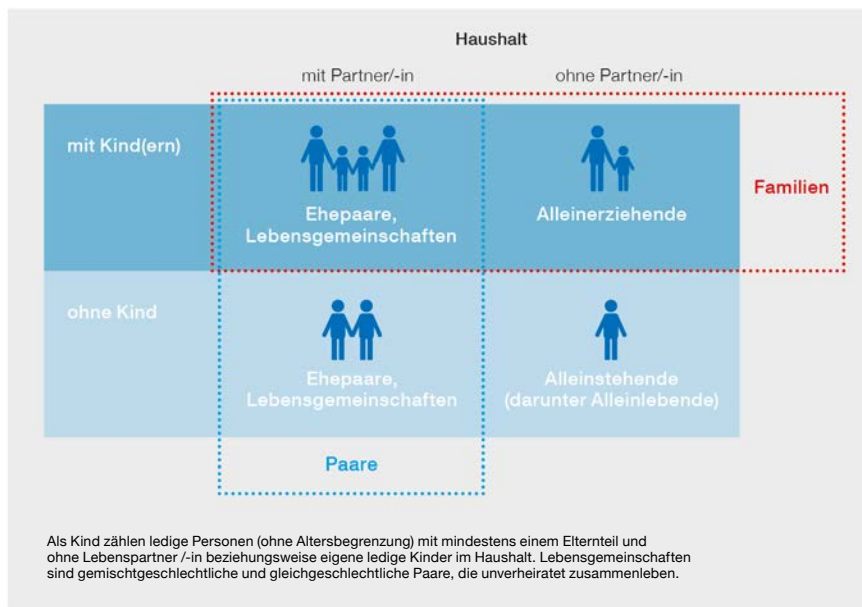 Haushalt
mit Partner/-in
ohne Partner/-in
mit Kind(ern)
Ehepaare,
Lebensgemeinschaften
Alleinerziehende
Familien
ohne Kind
Ehepaare,
Lebensgemeinschaften
Alleinstehende
(darunter Alleinlebende)
Paare
Als Kind zählen ledige Personen (ohne Altersbegrenzung) mit mindestens einem Elternteil und
ohne Lebenspartner /-in beziehungsweise eigene ledige Kinder im Haushalt. Lebensgemeinschaften
sind gemischtgeschlechtliche und gleichgeschlechtliche Paare, die unverheiratet zusammenleben.